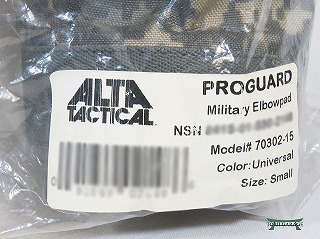 ALTA
TACTICAL
PROGUARD
Military Elbowpad
NSN
Model# 70302-15
Color:Universal
Size: Small